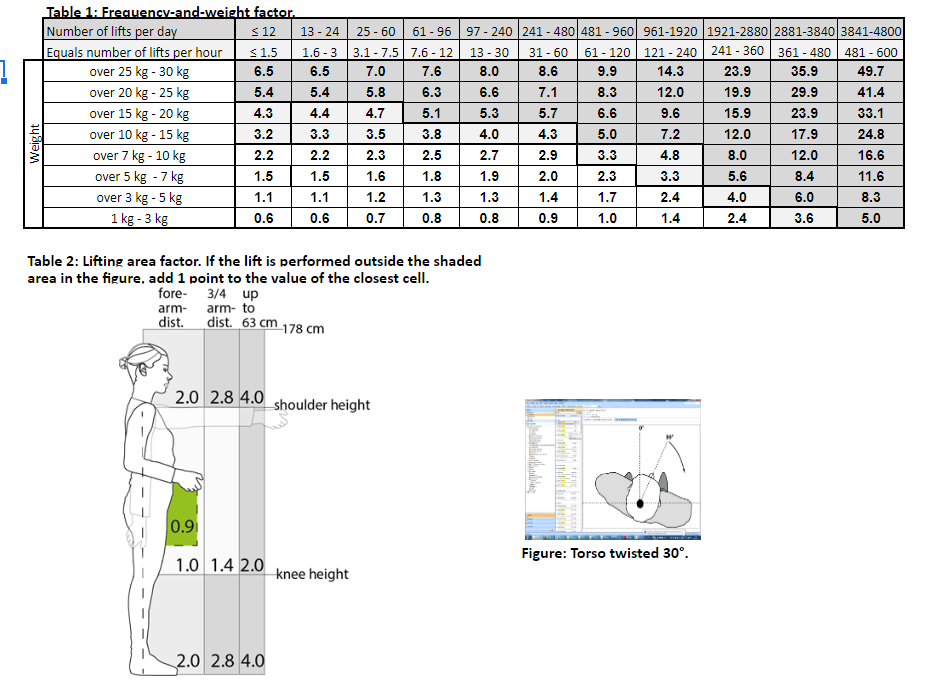 Table 1: Frequency-and-weight factor.
Number of lifts per day ≤ 12 13 - 24 25 - 60 61 - 96 97 - 240 241 - 480 481 - 960 961-1920 1921-2880 2881-3840 3841-4800
Equals number of lifts per hour ≤ 1.5 1.6 - 3 3.1 - 7.5 7.6 - 12 13 - 30 31 - 60 61 - 120 121 - 240 241 - 360 361 - 480 481 - 600
Weight
over 25 kg - 30 kg 6.5 6.5 7.0 7.6 8.0 8.6 9.9 14.3 23.9 35.9 49.7
over 20 kg - 25 kg 5.4 5.4 5.8 6.3 6.6 7.1 8.3 12.0 19.9 29.9 41.4
over 15 kg - 20 kg 4.3 4.4 4.7 5.1 5.3 5.7 6.6 9.6 15.9 23.9 33.1
over 10 kg - 15 kg 3.2 3.3 3.5 3.8 4.0 4.3 5.0 7.2 12.0 17.9 24.8
over 7 kg - 10 kg 2.2 2.2 2.3 2.5 2.7 2.9 3.3 4.8 8.0 12.0 16.6
over 5 kg - 7 kg 1.5 1.5 1.6 1.8 1.9 2.0 2.3 3.3 5.6 8.4 11.6
over 3 kg - 5 kg 1.1 1.1 1.2 1.3 1.3 1.4 1.7 2.4 4.0 6.0 8.3
1 kg - 3 kg 0.6 0.6 0.7 0.8 0.8 0.9 1.0 1.4 2.4 3.6 5.0
Table 2: Lifting area factor. If the lift is performed outside the shaded
area in the figure, add 1 point to the value of the closest cell.
fore- 3/4 up
arm- arm- to
dist. dist. 63 cm
178 cm
2.0 2.8 4.0
shoulder height
0.9
1.0 1.4 2.0
knee height
2.0 2.8 4.0
0°
30°
Figure: Torso twisted 30°.